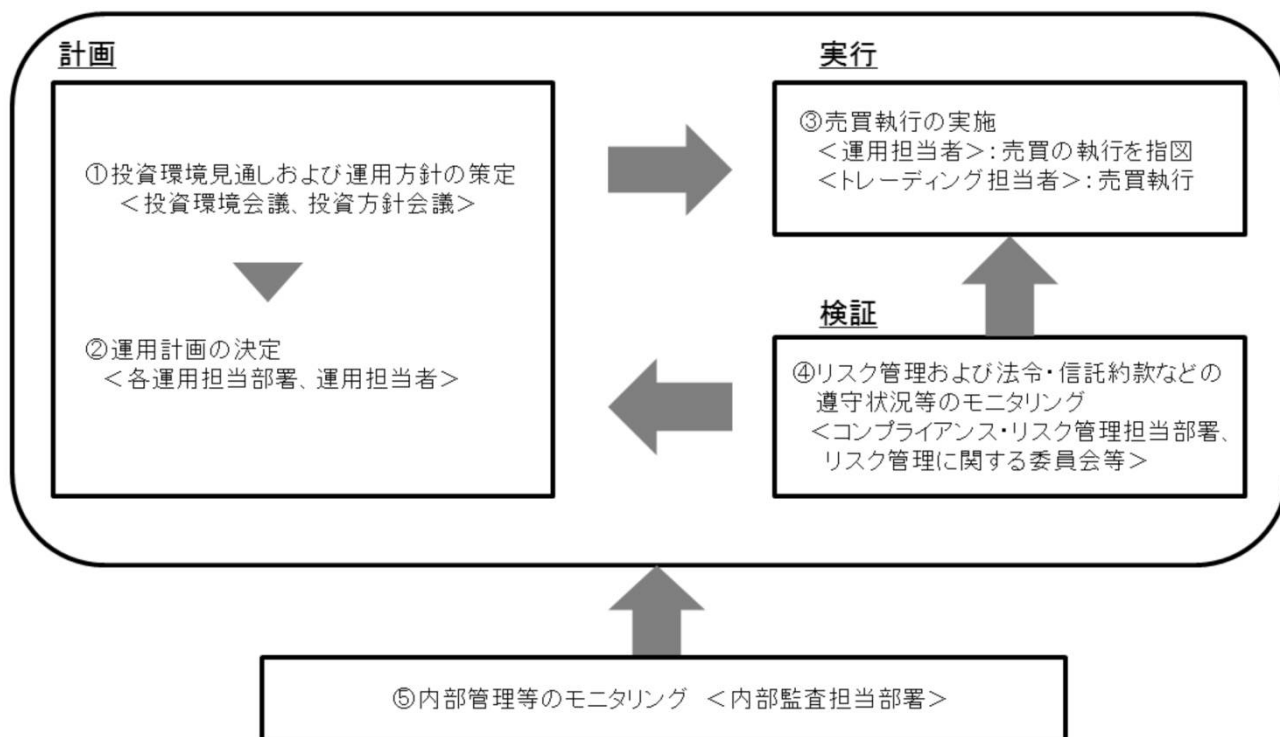 計画
①投資環境見通しおよび運用方針の策定
＜投資環境会議、投資方針会議＞
②運用計画の決定
＜各運用担当部署、運用担当者＞
実行
③売買執行の実施
＜運用担当者＞：売買の執行を指図
＜トレーディング担当者＞：売買執行
検証
④リスク管理および法令・信託約款などの
遵守状況等のモニタリング
＜コンプライアンス・リスク管理担当部署、
リスク管理に関する委員会等＞
⑤内部管理等のモニタリング ＜内部監査担当部署＞